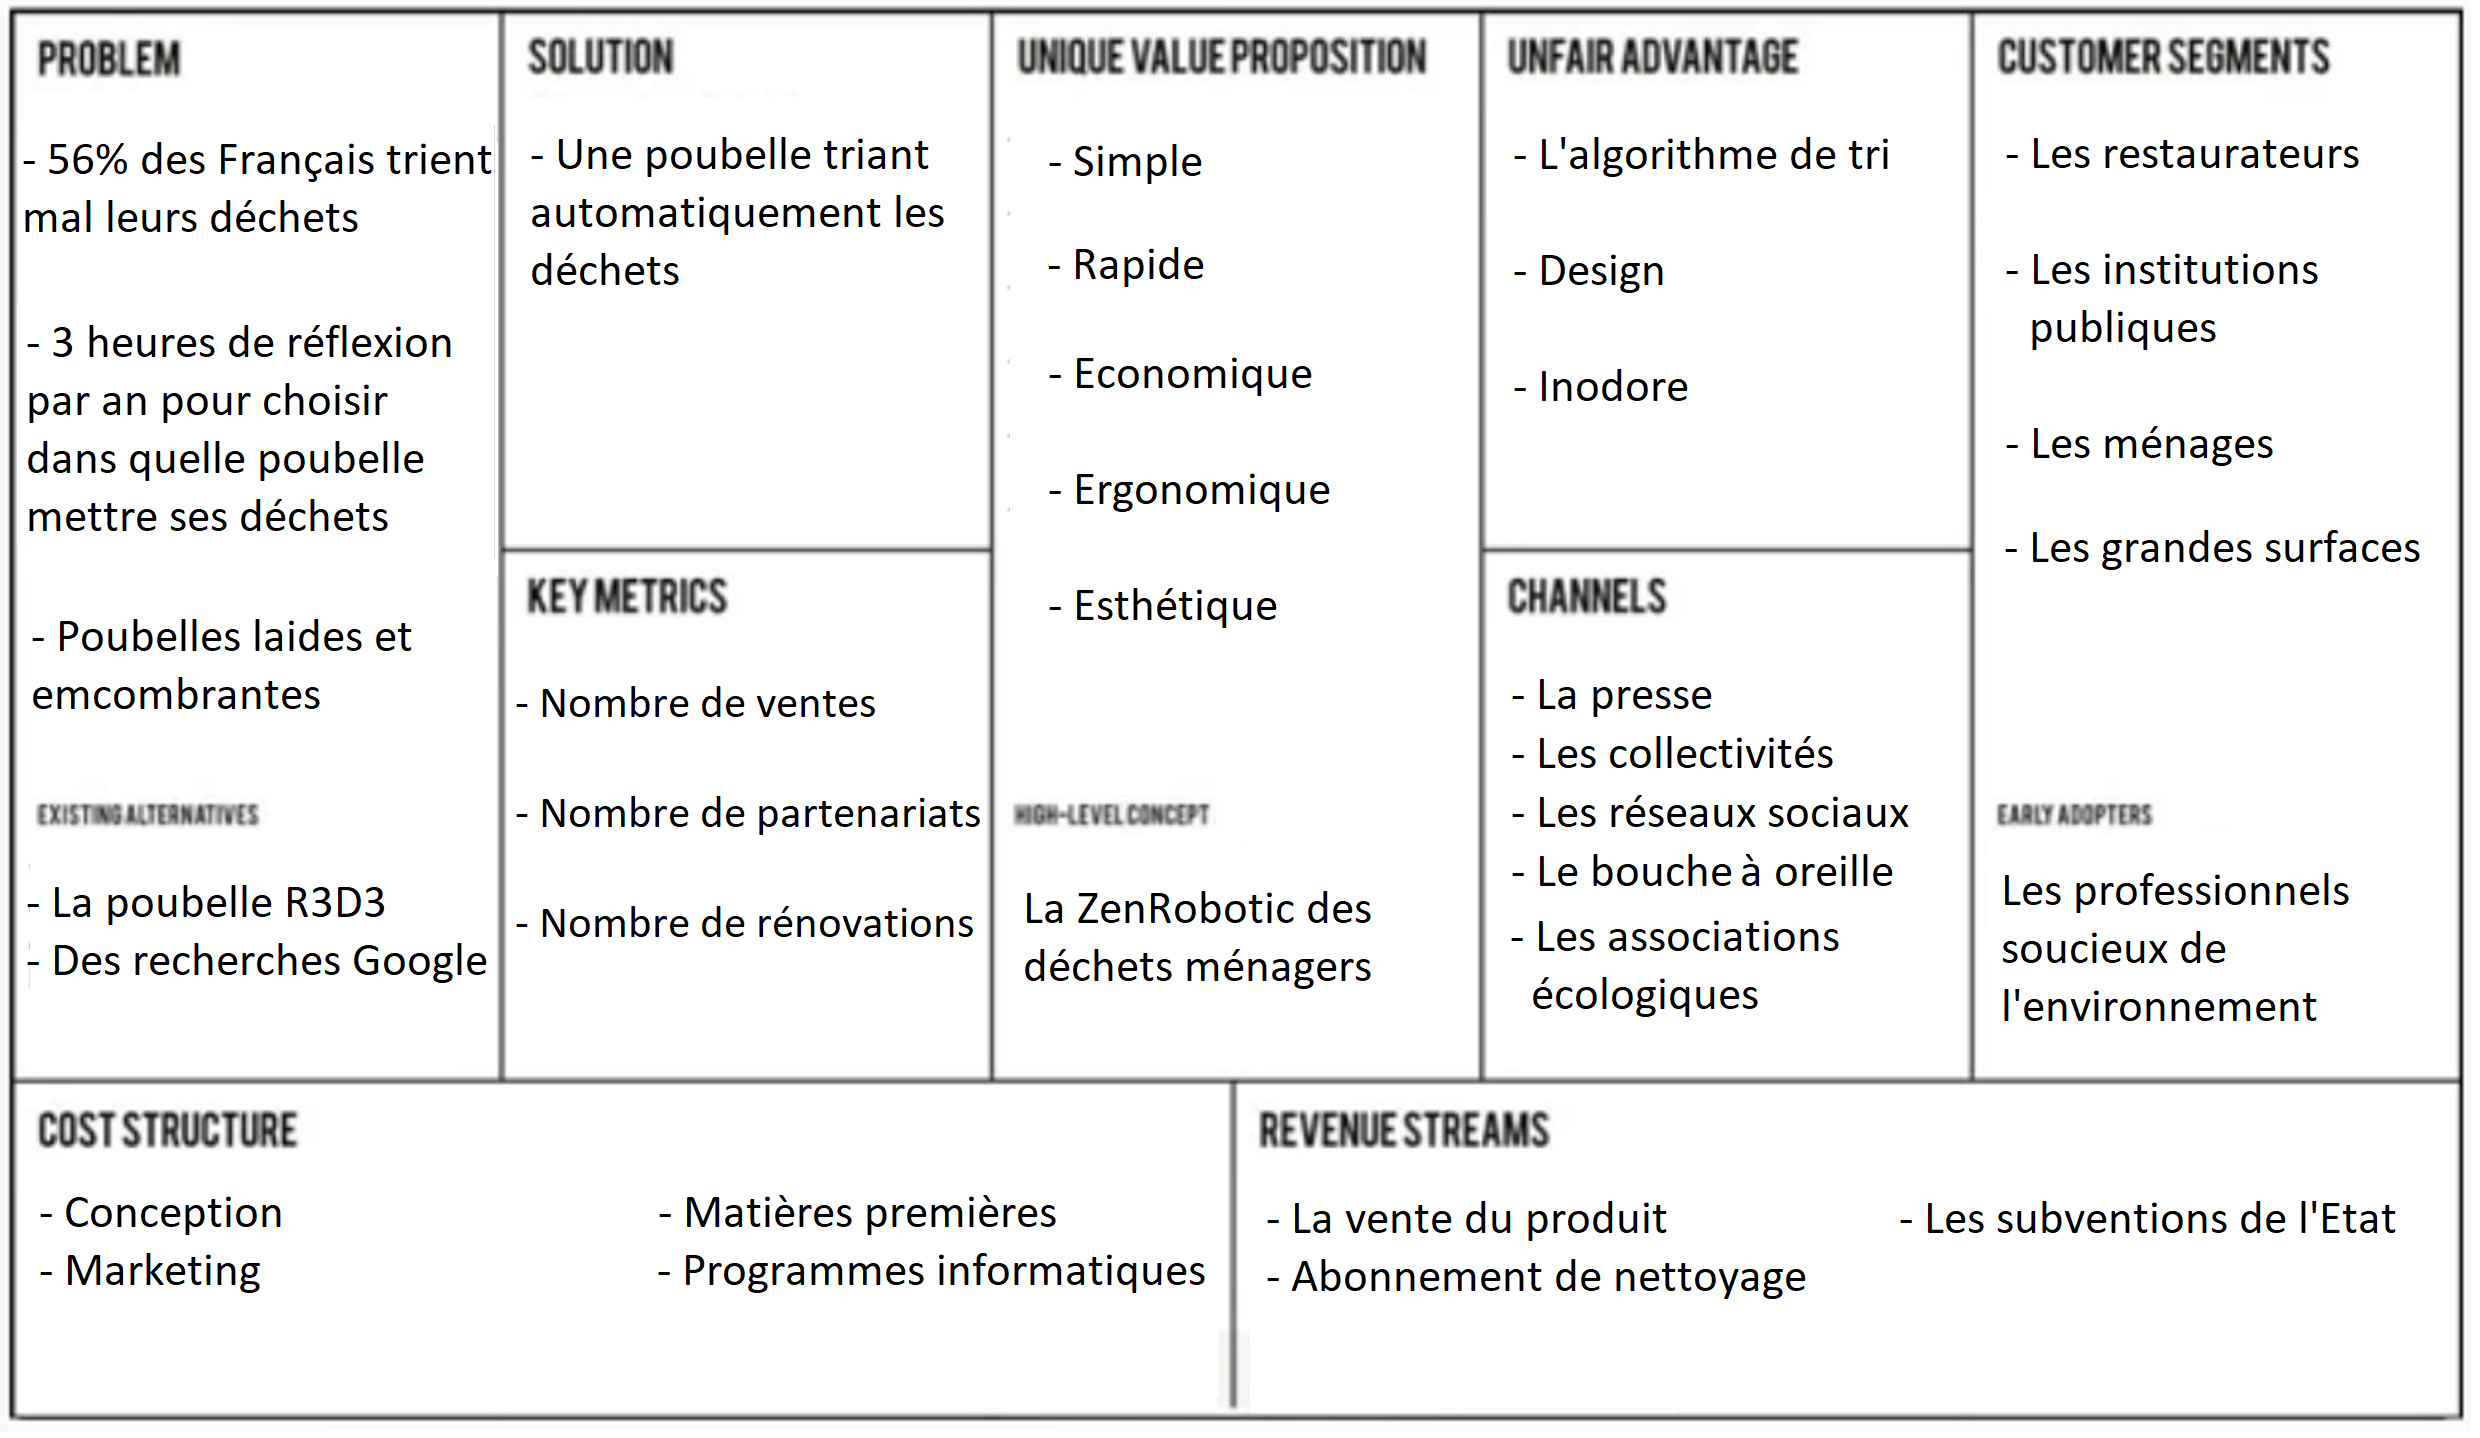 PROBLEM
- 56% des Français trient
mal leurs déchets
- 3 heures de réflexion
par an pour choisir
dans quelle poubelle
mettre ses déchets
- Poubelles laides et
emcombrantes
EXISTING ALTERNATIVES
- La poubelle R3D3
- Des recherches Google
SOLUTION
- Une poubelle triant
automatiquement les
déchets
KEY METRICS
- Nombre de ventes
- Nombre de partenariats
- Nombre de rénovations
UNIQUE VALUE PROPOSITION
- Simple
- Rapide
- Economique
- Ergonomique
- Esthétique
HIGH-LEVEL CONCEPT
La ZenRobotic des
déchets ménagers
UNFAIR ADVANTAGE
- L'algorithme de tri
- Design
- Inodore
CHANNELS
- La presse
- Les collectivités
- Les réseaux sociaux
- Le bouche à oreille
- Les associations
écologiques
CUSTOMER SEGMENTS
- Les restaurateurs
- Les institutions
publiques
- Les ménages
- Les grandes surfaces
EARLY ADOPTERS
Les professionnels
soucieux de
l'environnement
COST STRUCTURE
- Conception
- Marketing
- Matières premières
- Programmes informatiques
REVENUE STREAMS
- La vente du produit
- Abonnement de nettoyage
- Les subventions de l'Etat